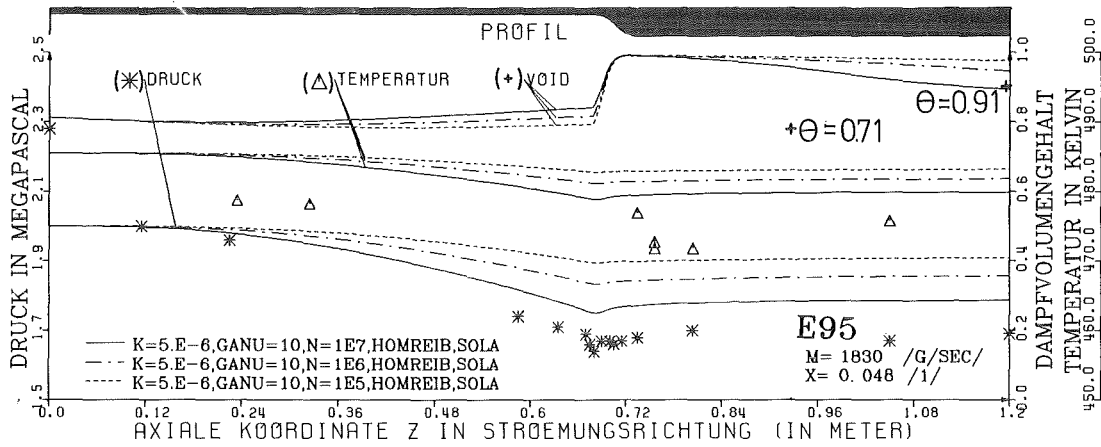 PROFIL
(✳)DRUCK
(△)TEMPERATUR
(+)VOID
Θ=0.91
+Θ=0.71
DRUCK IN MEGAPASCAL
2.5
2.3
2.1
1.9
1.7
.5
DAMPFVOLUMENGEHALT
1.0
0.8
0.6
0.4
0.2
0.0
TEMPERATUR IN KELVIN
500.0
490.0
480.0
470.0
460.0
450.0
K=5.E-6,GANU=10,N=1E7,HOMREIB,SOLA
K=5.E-6,GANU=10,N=1E6,HOMREIB,SOLA
K=5.E-6,GANU=10,N=1E5,HOMREIB,SOLA
E95
M= 1830 /G/SEC/
X= 0.048 /1/
0.0 0.12 0.24 0.36 0.48 0.6 0.72 0.84 0.96 1.08 1.2
AXIALE KOORDINATE Z IN STROEMUNGSRICHTUNG (IN METER)